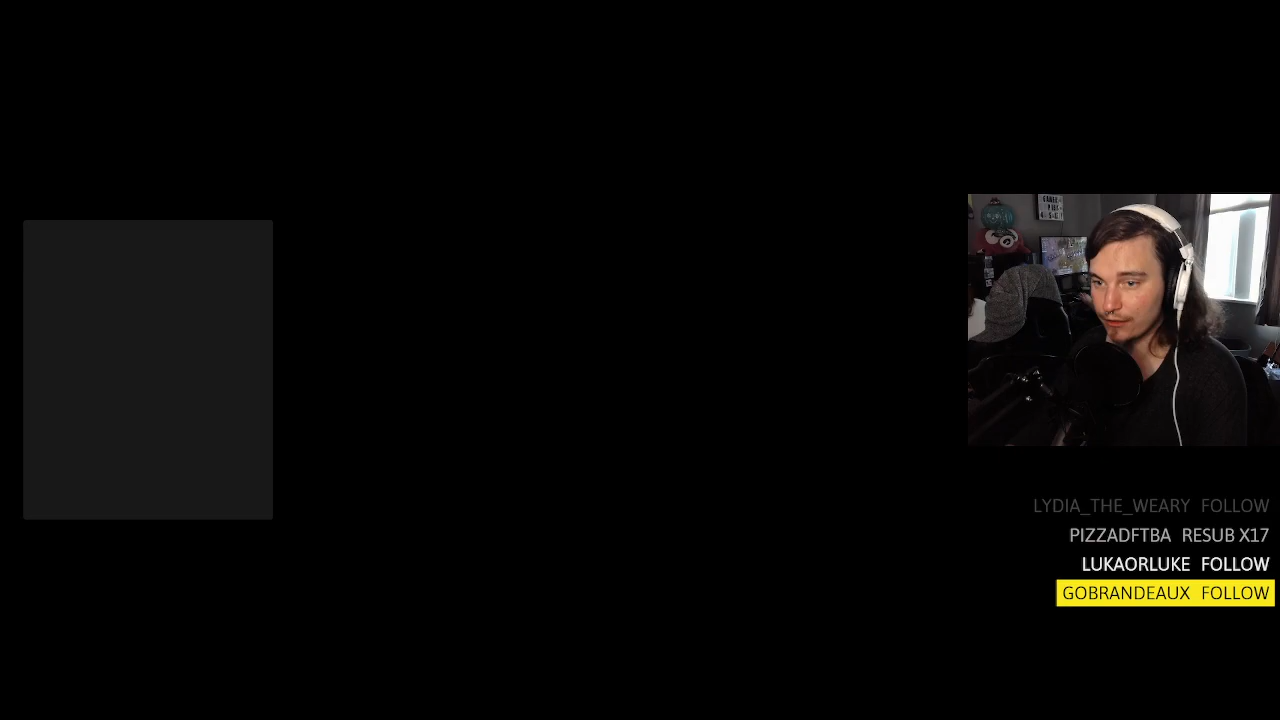 LYDIA_THE_WEARY FOLLOW
PIZZADFTBA RESUB X17
LUKAORLUKE FOLLOW
GOBRANDEAUX FOLLOW